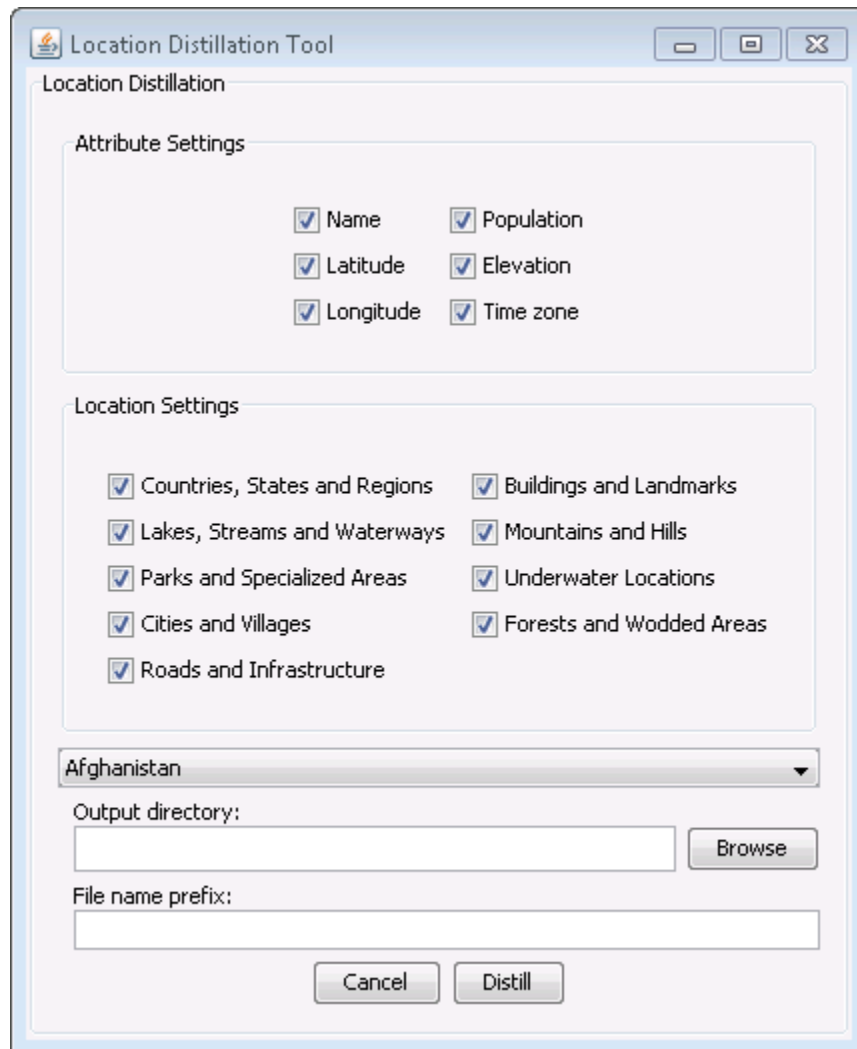 Location Distillation Tool
Location Distillation
Attribute Settings
Name Population
Latitude Elevation
Longitude Time zone
Location Settings
Countries, States and Regions Buildings and Landmarks
Lakes, Streams and Waterways Mountains and Hills
Parks and Specialized Areas Underwater Locations
Cities and Villages Forests and Wodded Areas
Roads and Infrastructure
Afghanistan
Output directory:
Browse
File name prefix:
Cancel Distill